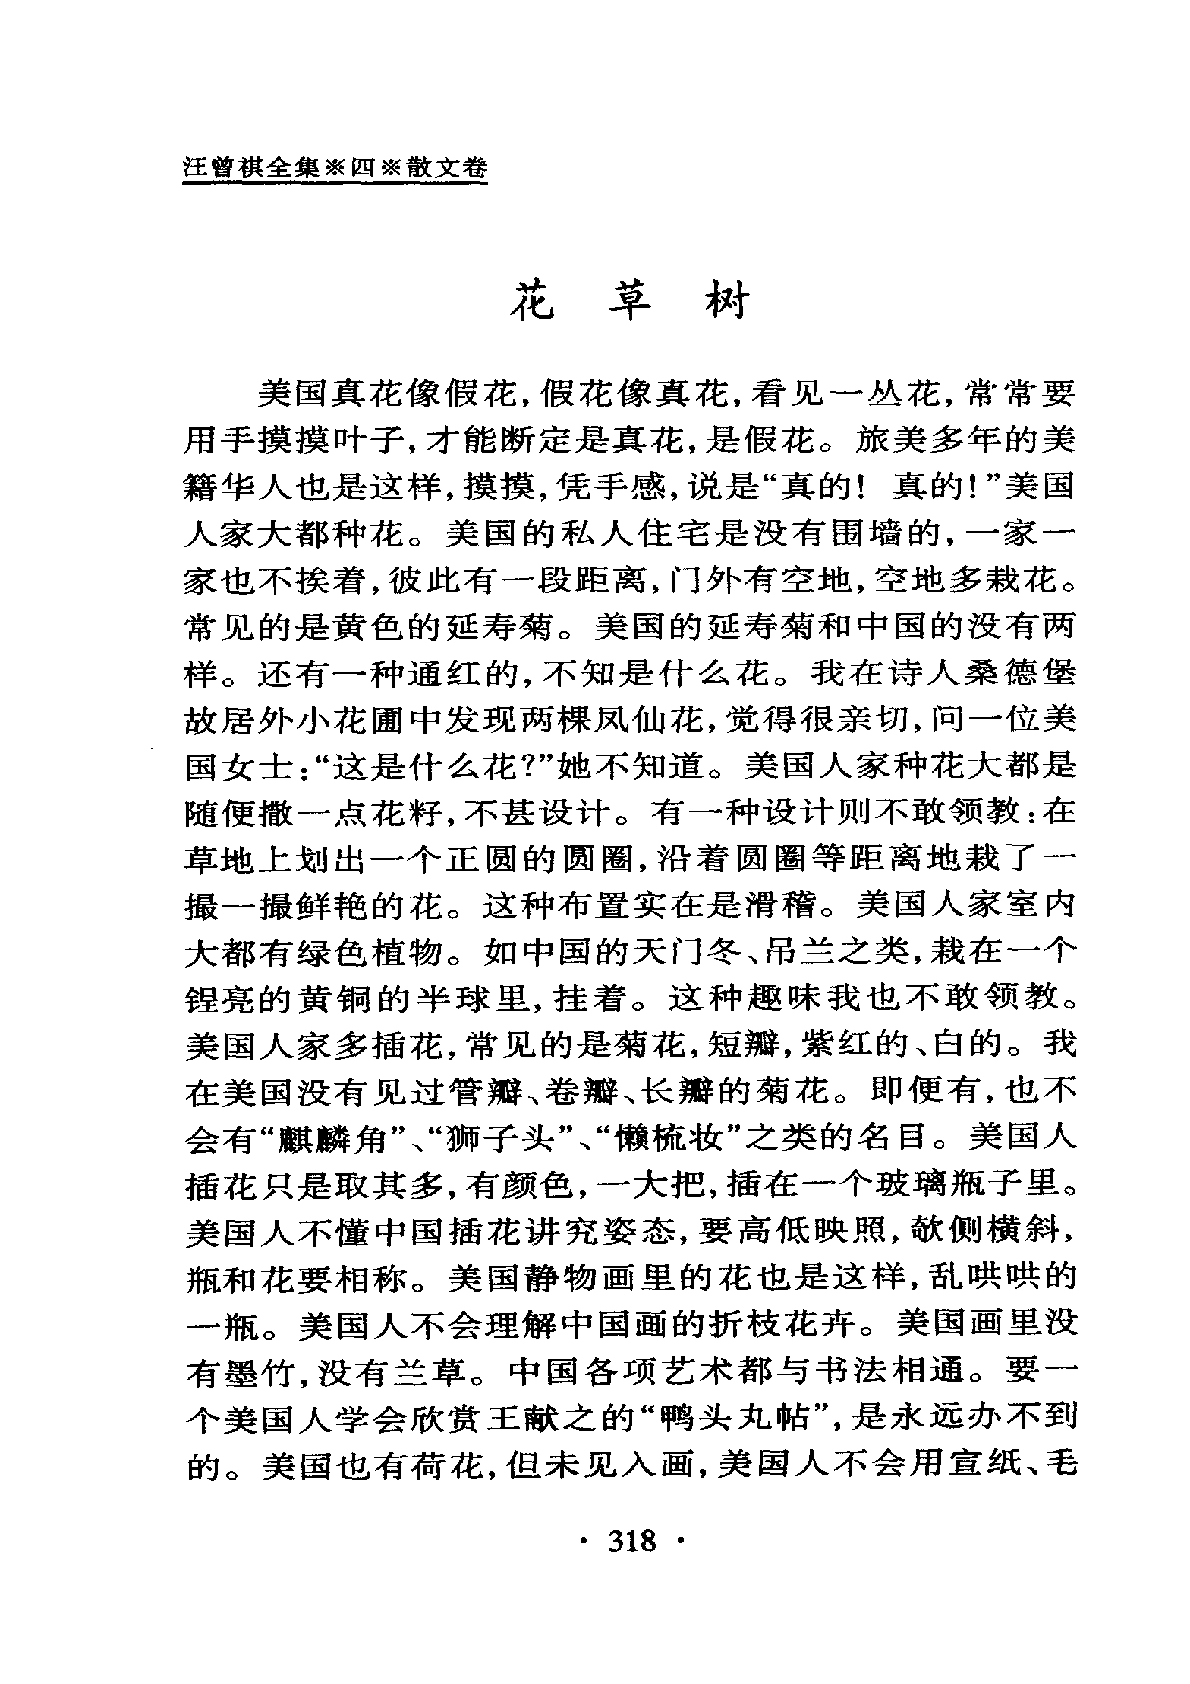 汪曾祺全集※四※散文卷
花 草 树
美国真花像假花，假花像真花，看见一丛花，常常要
用手摸摸叶子，才能断定是真花，是假花。旅美多年的美
籍华人也是这样，摸摸，凭手感，说是“真的！ 真的！”美国
人家大都种花。美国的私人住宅是没有围墙的，一家一
家也不挨着，彼此有一段距离，门外有空地，空地多栽花。
常见的是黄色的延寿菊。美国的延寿菊和中国的没有两
样。还有一种通红的，不知是什么花。我在诗人桑德堡
故居外小花圃中发现两棵凤仙花，觉得很亲切，问一位美
国女士：“这是什么花？”她不知道。美国人家种花大都是
随便撒一点花籽，不甚设计。有一种设计则不敢领教：在
草地上划出一个正圆的圆圈，沿着圆圈等距离地栽了一
撮一撮鲜艳的花。这种布置实在是滑稽。美国人家室内
大都有绿色植物。如中国的天门冬、吊兰之类，栽在一个
锃亮的黄铜的半球里，挂着。这种趣味我也不敢领教。
美国人家多插花，常见的是菊花，短瓣，紫红的、白的。我
在美国没有见过管瓣、卷瓣、长瓣的菊花。即便有，也不
会有“麒麟角”、“狮子头”、“懒梳妆”之类的名目。美国人
插花只是取其多，有颜色，一大把，插在一个玻璃瓶子里。
美国人不懂中国插花讲究姿态，要高低映照，欹侧横斜，
瓶和花要相称。美国静物画里的花也是这样，乱哄哄的
一瓶。美国人不会理解中国画的折枝花卉。美国画里没
有墨竹，没有兰草。中国各项艺术都与书法相通。要一
个美国人学会欣赏王献之的“鸭头丸帖”，是永远办不到
的。美国也有荷花，但未见入画，美国人不会用宣纸、毛
· 318 ·